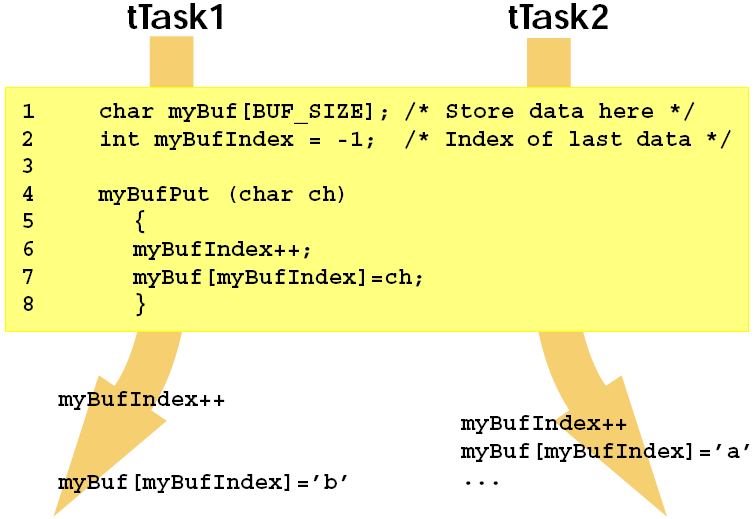 tTask1 tTask2
1 char myBuf[BUF_SIZE]; /* Store data here */
2 int myBufIndex = -1; /* Index of last data */
3
4 myBufPut (char ch)
5 {
6 myBufIndex++;
7 myBuf[myBufIndex]=ch;
8 }
myBufIndex++
myBufIndex++
myBuf[myBufIndex]=’a’
myBuf[myBufIndex]=’b’
...